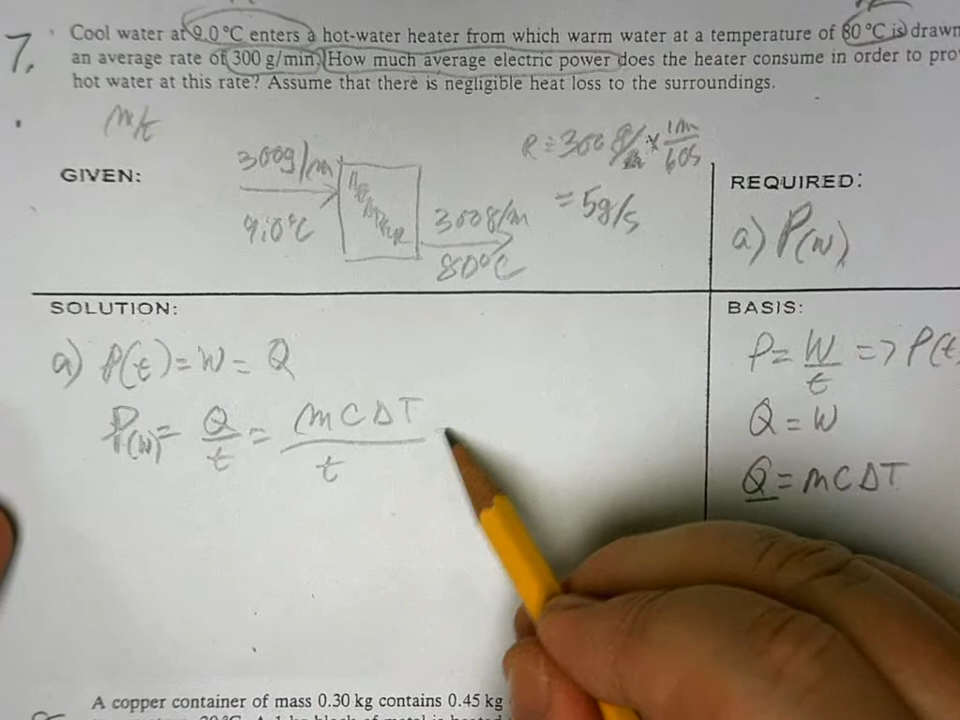 7. Cool water at 9.0 °C enters a hot-water heater from which warm water at a temperature of 80 °C is drawn
an average rate of 300 g/min. How much average electric power does the heater consume in order to pro
hot water at this rate? Assume that there is negligible heat loss to the surroundings.
m/t
GIVEN:
300g/m
9.0°C
HEATER
300g/m
80°C
R = 300 g/m × 1m/60s
= 5g/s
REQUIRED:
a) P(W)
SOLUTION:
a) P(t) = W = Q
P(W) = Q/t = mCΔT/t
BASIS:
P = W/t => P(t
Q = W
Q = mCΔT
A copper container of mass 0.30 kg contains 0.45 kg